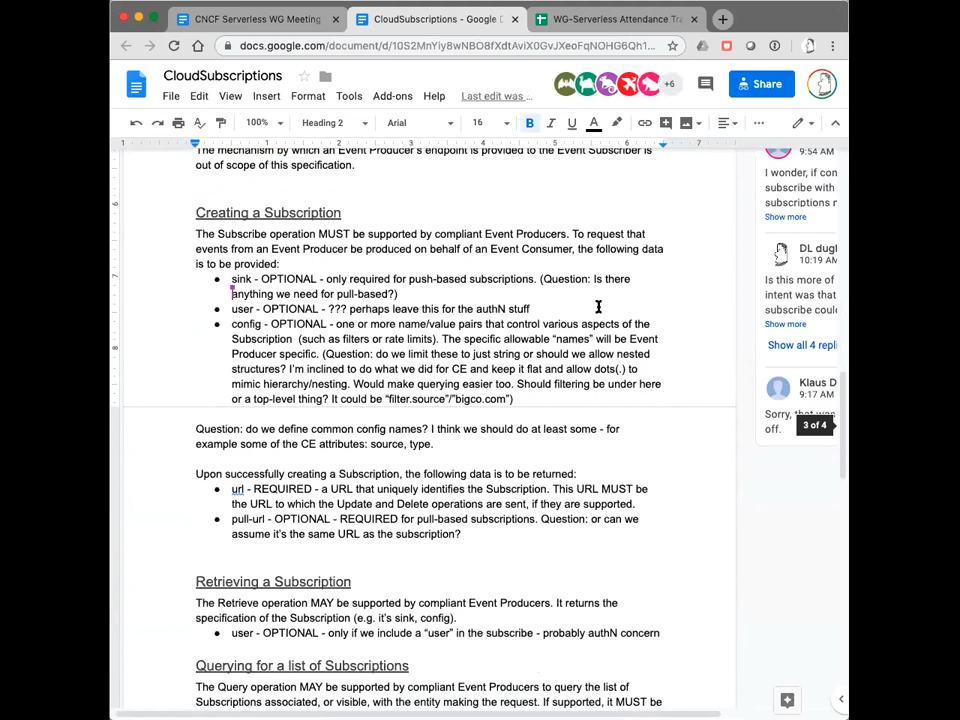 CNCF Serverless WG Meeting
CloudSubscriptions - Google D
WG-Serverless Attendance Tra
docs.google.com/document/d/10S2MnYiy8wNBO8fXdtAviX0GvJXeoFqNOHG6Qh1...
CloudSubscriptions
File Edit View Insert Format Tools Add-ons Help Last edit was ...
+6
Share
100% Heading 2 Arial 16 B I U A
1 1 2 3 4 5 6 7
The mechanism by which an Event Producer's endpoint is provided to the Event Subscriber is
out of scope of this specification.
Creating a Subscription
The Subscribe operation MUST be supported by compliant Event Producers. To request that
events from an Event Producer be produced on behalf of an Event Consumer, the following data
is to be provided:
● sink - OPTIONAL - only required for push-based subscriptions. (Question: Is there
anything we need for pull-based?)
● user - OPTIONAL - ??? perhaps leave this for the authN stuff
● config - OPTIONAL - one or more name/value pairs that control various aspects of the
Subscription (such as filters or rate limits). The specific allowable “names” will be Event
Producer specific. (Question: do we limit these to just string or should we allow nested
structures? I'm inclined to do what we did for CE and keep it flat and allow dots(.) to
mimic hierarchy/nesting. Would make querying easier too. Should filtering be under here
or a top-level thing? It could be “filter.source”/”bigco.com”)
Question: do we define common config names? I think we should do at least some - for
example some of the CE attributes: source, type.
Upon successfully creating a Subscription, the following data is to be returned:
● url - REQUIRED - a URL that uniquely identifies the Subscription. This URL MUST be
the URL to which the Update and Delete operations are sent, if they are supported.
● pull-url - OPTIONAL - REQUIRED for pull-based subscriptions. Question: or can we
assume it's the same URL as the subscription?
Retrieving a Subscription
The Retrieve operation MAY be supported by compliant Event Producers. It returns the
specification of the Subscription (e.g. it's sink, config).
● user - OPTIONAL - only if we include a “user” in the subscribe - probably authN concern
Querying for a list of Subscriptions
The Query operation MAY be supported by compliant Event Producers to query the list of
Subscriptions associated, or visible, with the entity making the request. If supported, it MUST be
9:54 AM
I wonder, if con
subscribe with
subscriptions n
Show more
DL dugl
10:19 AM
Is this more of
intent was that
subscribe coul
Show more
Show all 4 repli
Klaus D
9:17 AM
Sorry, that was
off.
3 of 4
6
7
8